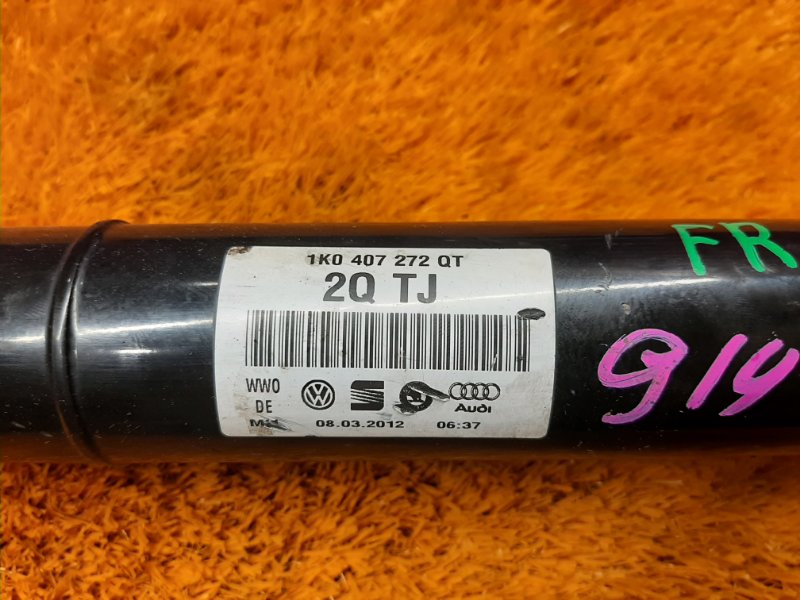 1K0 407 272 QT
2Q TJ
WWO
DE
Audi
08.03.2012 06:37
FR
914